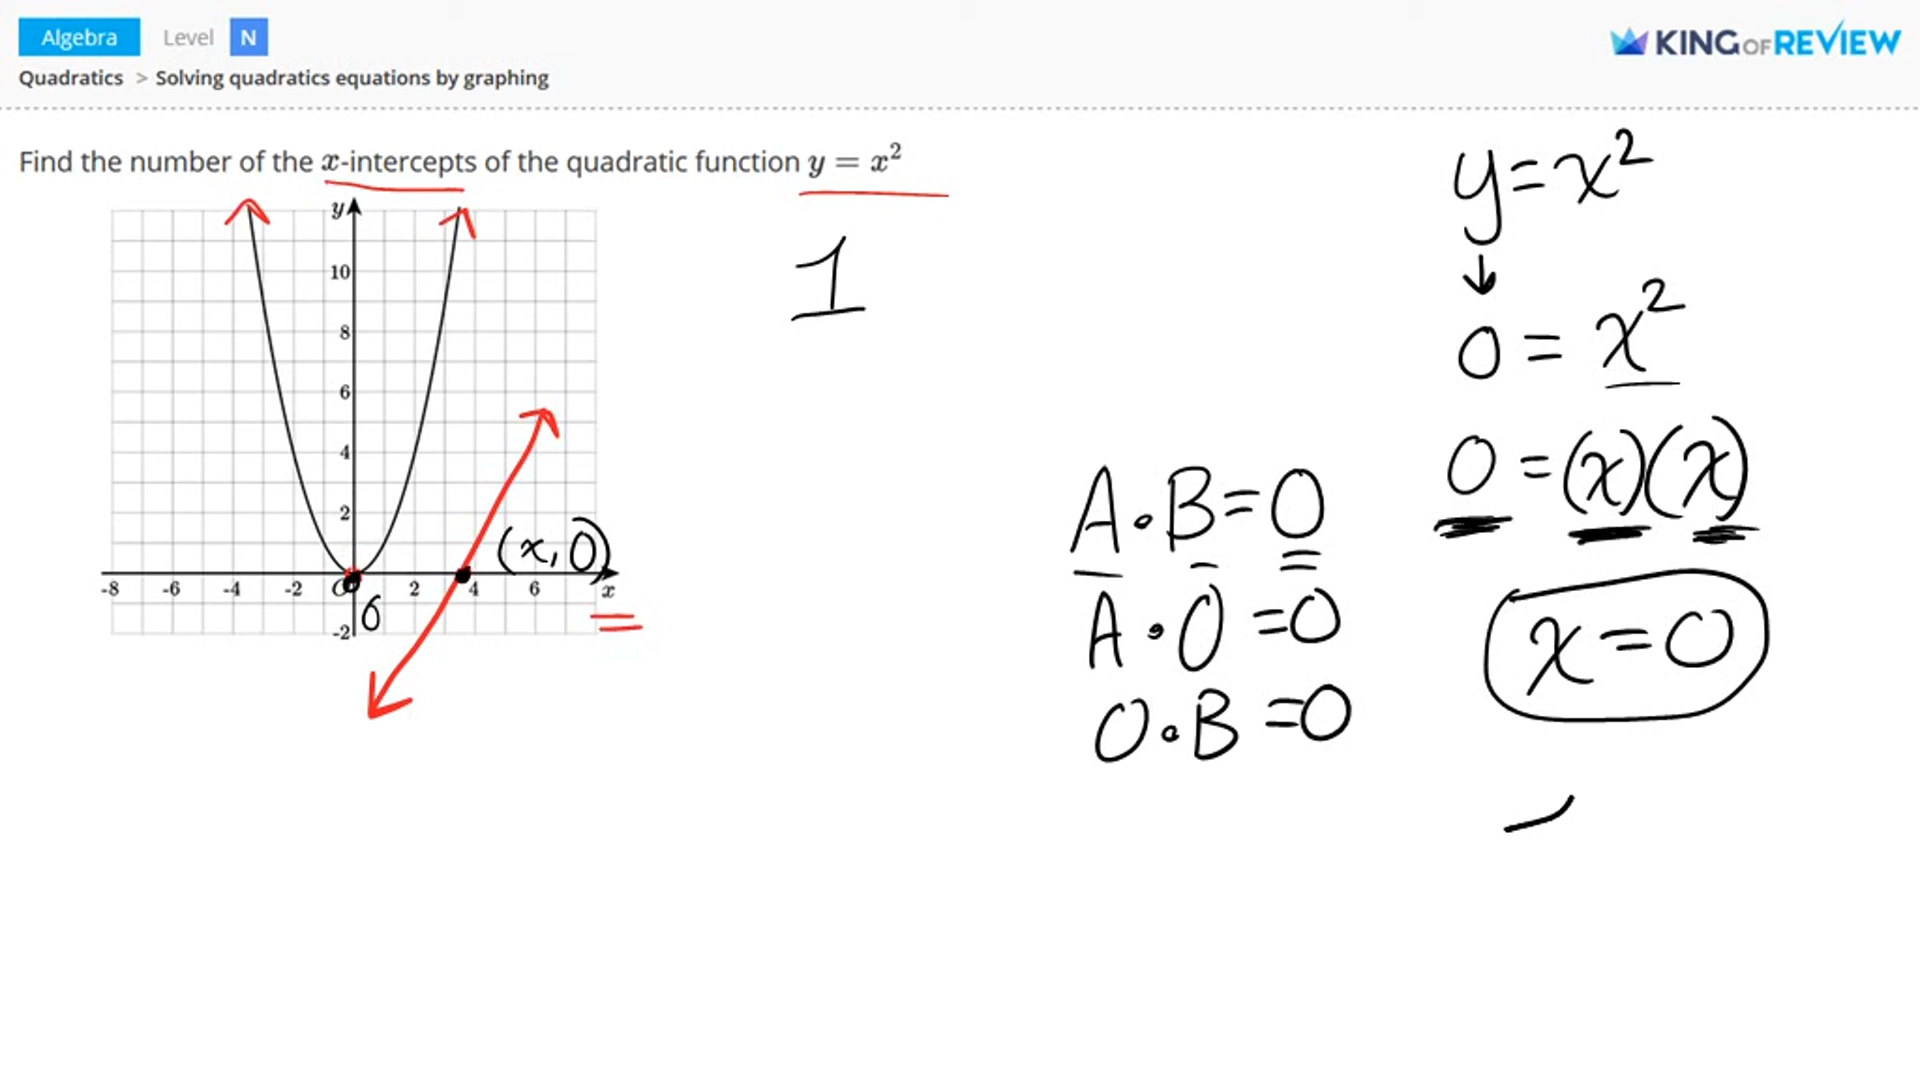 Algebra Level N
KING OF REVIEW
Quadratics > Solving quadratics equations by graphing
Find the number of the x-intercepts of the quadratic function y = x²
y
10
8
6
4
2
-8 -6 -4 -2 O 2 4 6 x
-2
(x, 0)
0
1
A·B=0
A·0=0
0·B=0
y=x²
↓
0 = x²
0 = (x)(x)
x=0